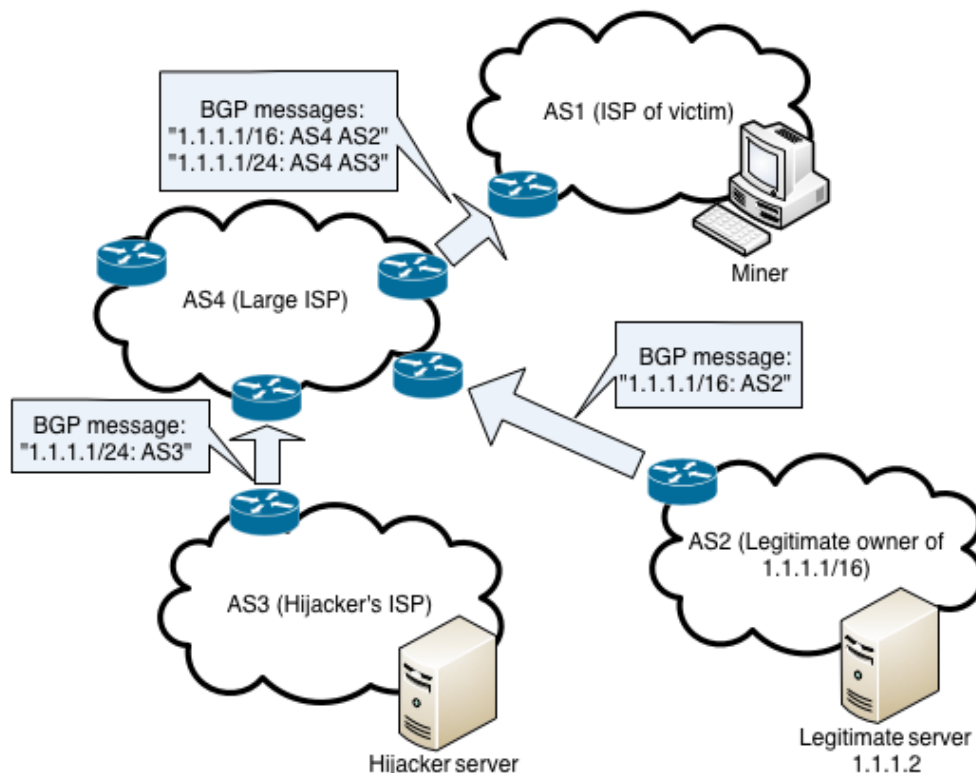 BGP messages:
"1.1.1.1/16: AS4 AS2"
"1.1.1.1/24: AS4 AS3"
AS1 (ISP of victim)
Miner
AS4 (Large ISP)
BGP message:
"1.1.1.1/16: AS2"
BGP message:
"1.1.1.1/24: AS3"
AS2 (Legitimate owner of
1.1.1.1/16)
AS3 (Hijacker's ISP)
Hijacker server
Legitimate server
1.1.1.2